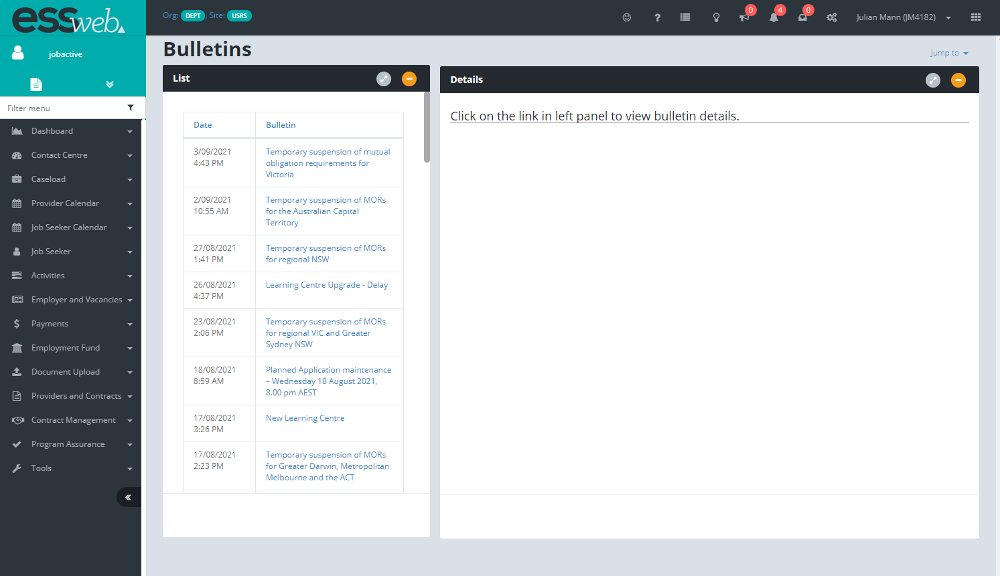 essweb
Org: DEPT, Site: USRS
0
4
0
Julian Mann (JM4182)
jobactive
Filter menu
Dashboard
Contact Centre
Caseload
Provider Calendar
Job Seeker Calendar
Job Seeker
Activities
Employer and Vacancies
Payments
Employment Fund
Document Upload
Providers and Contracts
Contract Management
Program Assurance
Tools
Bulletins
Jump to
List
Date Bulletin
3/09/2021
4:43 PM
Temporary suspension of mutual
obligation requirements for
Victoria
2/09/2021
10:55 AM
Temporary suspension of MORs
for the Australian Capital
Territory
27/08/2021
1:41 PM
Temporary suspension of MORs
for regional NSW
26/08/2021
4:37 PM
Learning Centre Upgrade - Delay
23/08/2021
2:06 PM
Temporary suspension of MORs
for regional VIC and Greater
Sydney NSW
18/08/2021
8:59 AM
Planned Application maintenance
– Wednesday 18 August 2021,
8.00 pm AEST
17/08/2021
3:26 PM
New Learning Centre
17/08/2021
2:23 PM
Temporary suspension of MORs
for Greater Darwin, Metropolitan
Melbourne and the ACT
Details
Click on the link in left panel to view bulletin details.